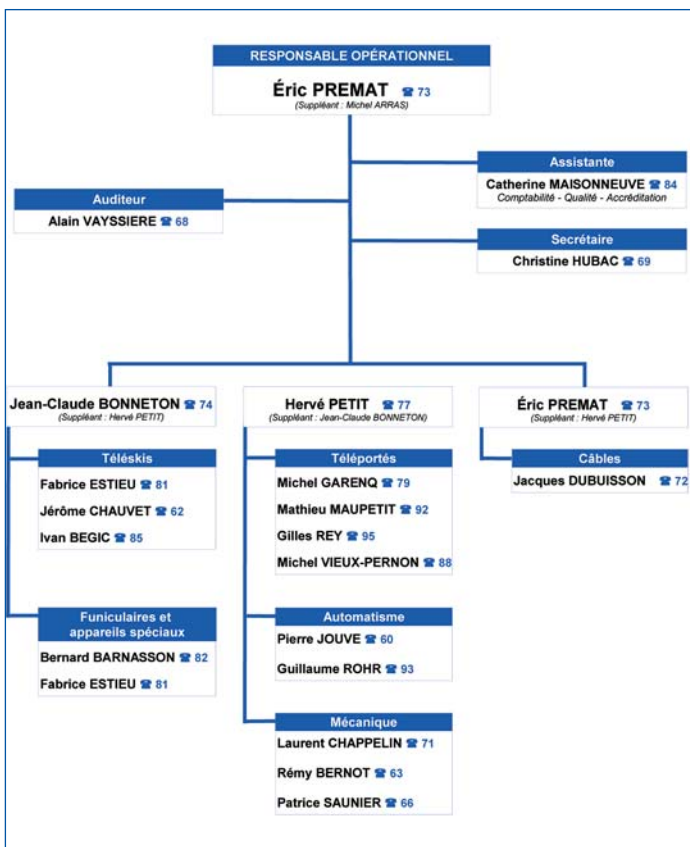 RESPONSABLE OPÉRATIONNEL
Éric PREMAT ☎ 73
(Suppléant : Michel ARRAS)
Assistante
Catherine MAISONNEUVE ☎ 84
Comptabilité - Qualité - Accréditation
Auditeur
Alain VAYSSIERE ☎ 68
Secrétaire
Christine HUBAC ☎ 69
Jean-Claude BONNETON ☎ 74
(Suppléant : Hervé PETIT)
Téléskis
Fabrice ESTIEU ☎ 81
Jérôme CHAUVET ☎ 62
Ivan BEGIC ☎ 85
Funiculaires et
appareils spéciaux
Bernard BARNASSON ☎ 82
Fabrice ESTIEU ☎ 81
Hervé PETIT ☎ 77
(Suppléant : Jean-Claude BONNETON)
Téléportés
Michel GARENQ ☎ 79
Mathieu MAUPETIT ☎ 92
Gilles REY ☎ 95
Michel VIEUX-PERNON ☎ 88
Automatisme
Pierre JOUVE ☎ 60
Guillaume ROHR ☎ 93
Mécanique
Laurent CHAPPELIN ☎ 71
Rémy BERNOT ☎ 63
Patrice SAUNIER ☎ 66
Éric PREMAT ☎ 73
(Suppléant : Hervé PETIT)
Câbles
Jacques DUBUISSON ☎ 72